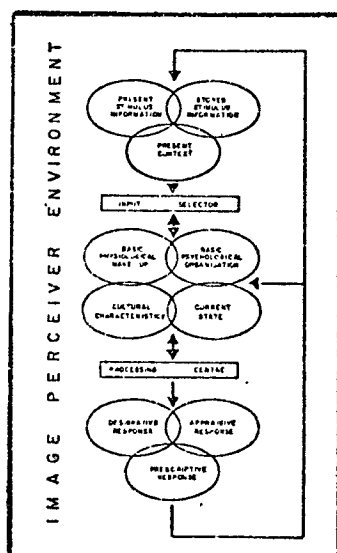 IMAGE PERCEIVER ENVIRONMENT
PRESENT
STIMULUS
INFORMATION
STORED
STIMULUS
INFORMATION
PRESENT
CONTEXT
INPUT SELECTOR
BASIC
PHYSIOLOGICAL
MAKE-UP
BASIC
PSYCHOLOGICAL
ORGANISATION
CULTURAL
CHARACTERISTICS
CURRENT
STATE
PROCESSING CENTRE
DESIGNATIVE
RESPONSE
APPRAISIVE
RESPONSE
PRESCRIPTIVE
RESPONSE